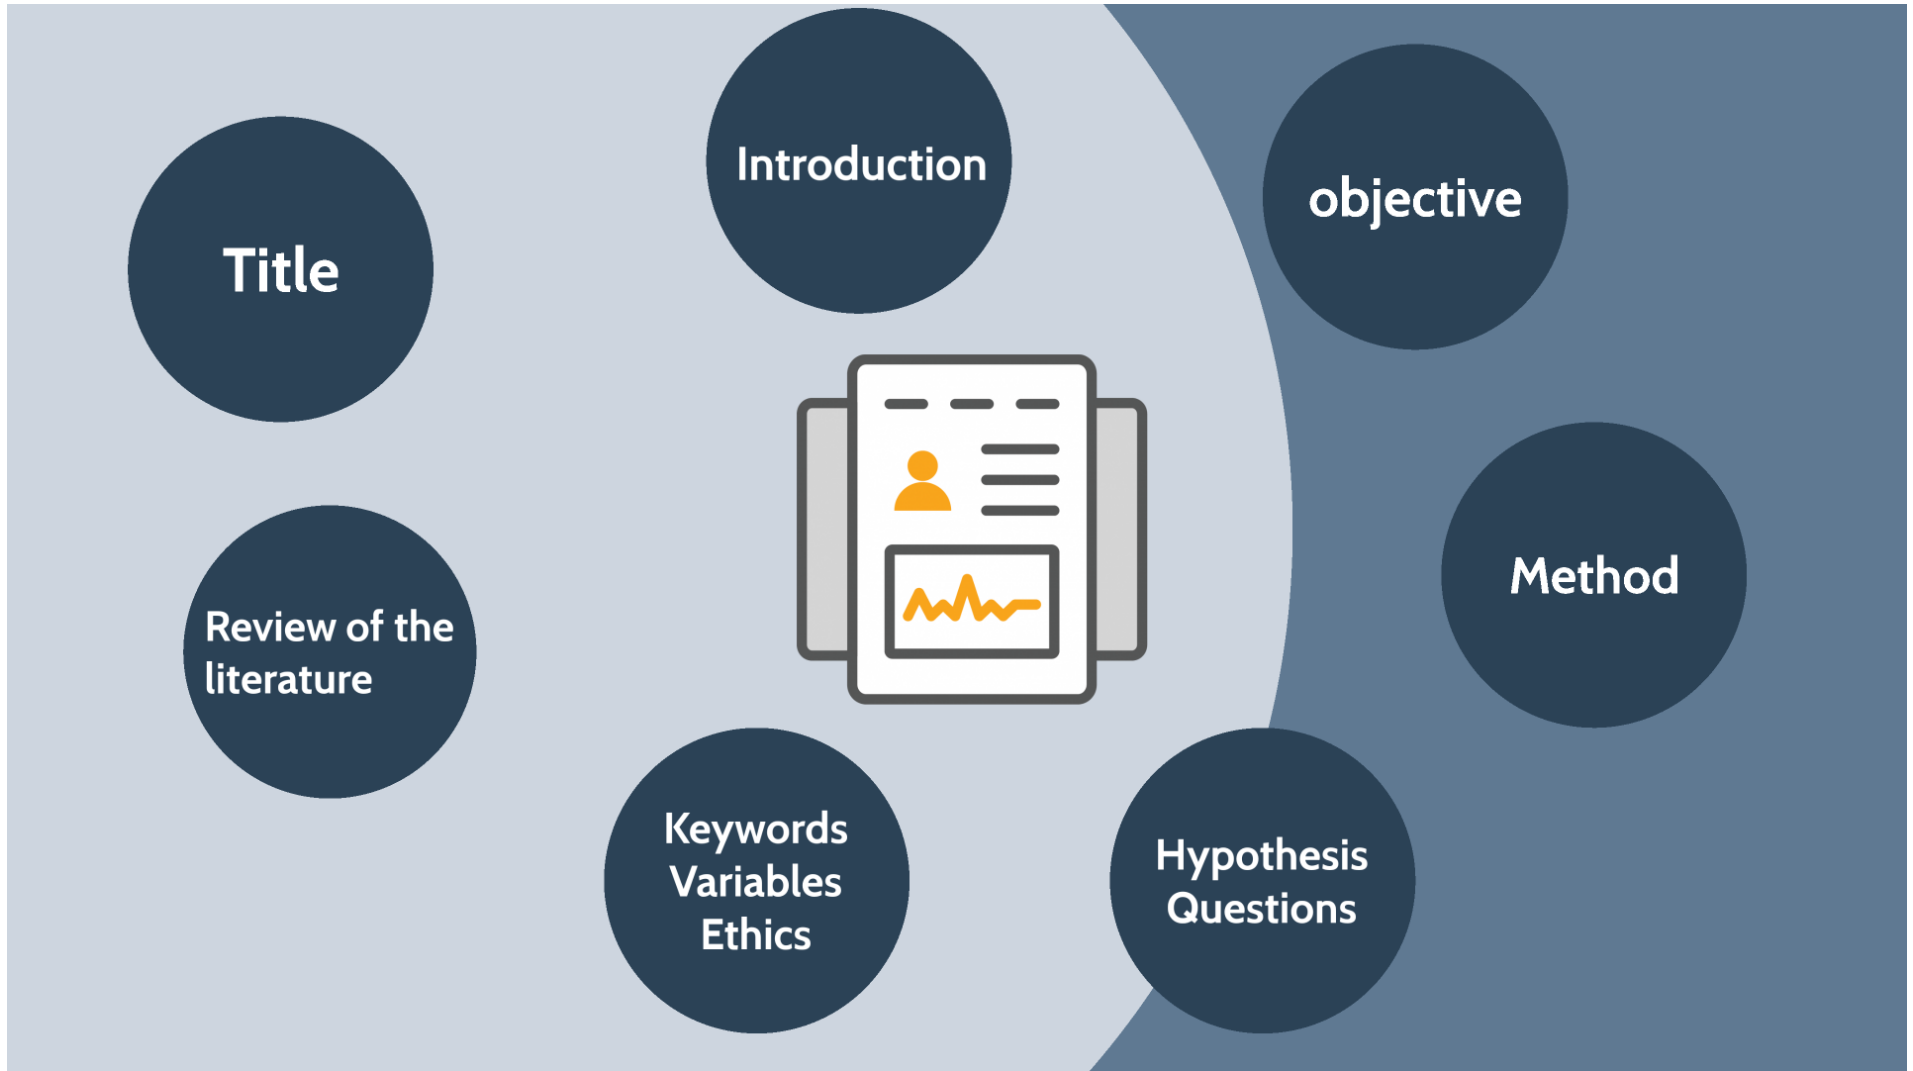 Title
Introduction
objective
Method
Hypothesis
Questions
Keywords
Variables
Ethics
Review of the
literature